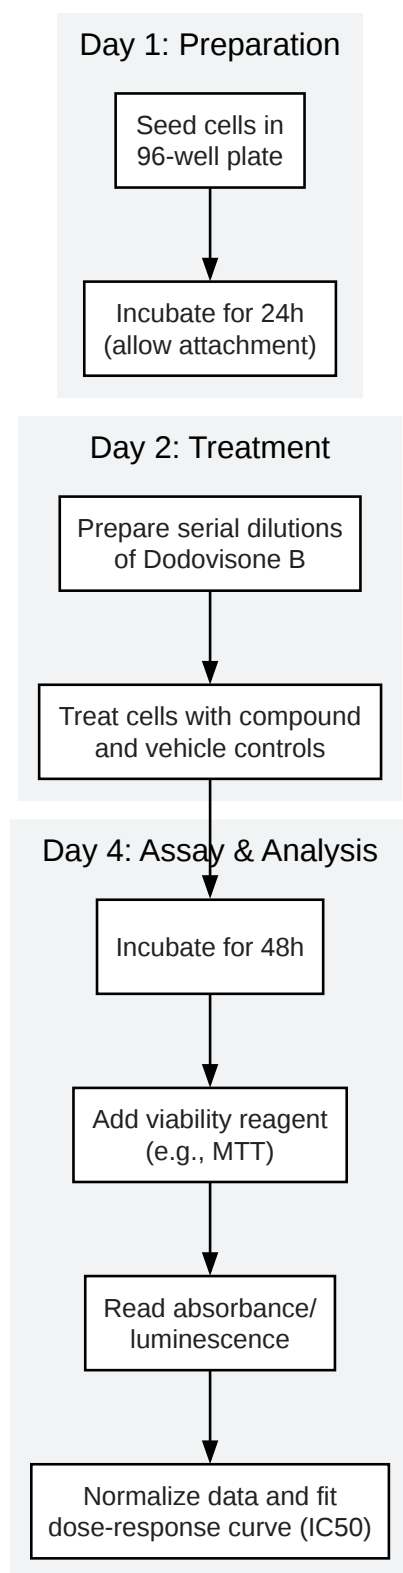 Day 1: Preparation
Seed cells in
96-well plate
Incubate for 24h
(allow attachment)
Day 2: Treatment
Prepare serial dilutions
of Dodovisone B
Treat cells with compound
and vehicle controls
Day 4: Assay & Analysis
Incubate for 48h
Add viability reagent
(e.g., MTT)
Read absorbance/
luminescence
Normalize data and fit
dose-response curve (IC50)